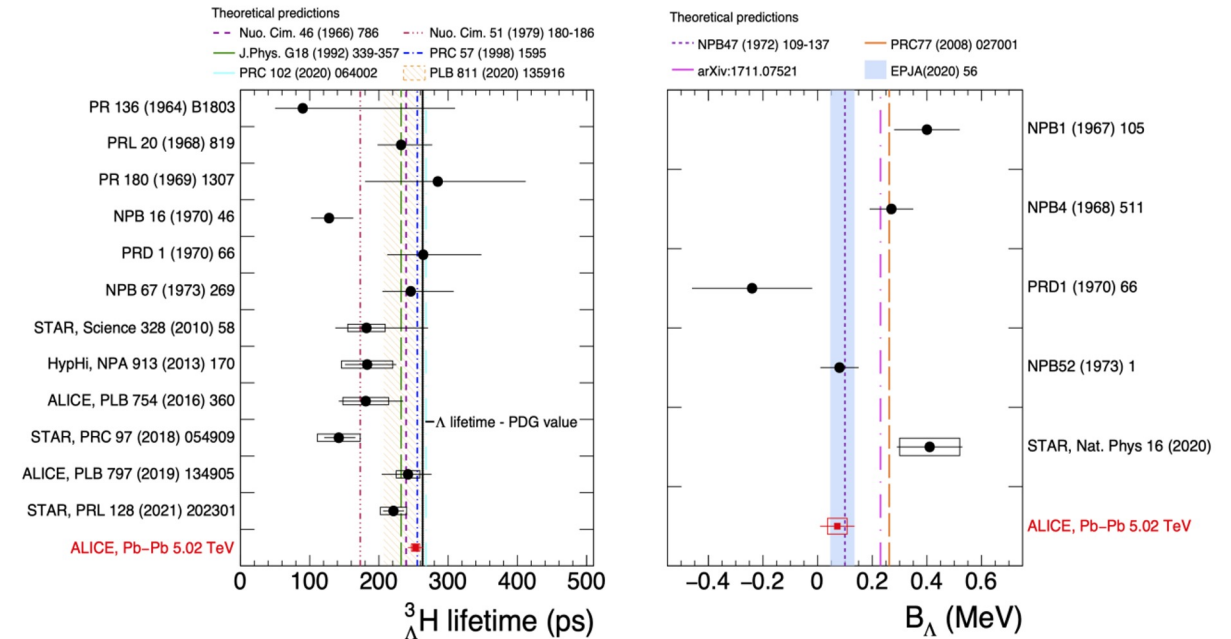 Theoretical predictions
Nuo. Cim. 46 (1966) 786
Nuo. Cim. 51 (1979) 180-186
J.Phys. G18 (1992) 339-357
PRC 57 (1998) 1595
PRC 102 (2020) 064002
PLB 811 (2020) 135916
PR 136 (1964) B1803
PRL 20 (1968) 819
PR 180 (1969) 1307
NPB 16 (1970) 46
PRD 1 (1970) 66
NPB 67 (1973) 269
STAR, Science 328 (2010) 58
HypHi, NPA 913 (2013) 170
ALICE, PLB 754 (2016) 360
STAR, PRC 97 (2018) 054909
ALICE, PLB 797 (2019) 134905
STAR, PRL 128 (2021) 202301
ALICE, Pb−Pb 5.02 TeV
Λ lifetime - PDG value
0 200 400
³ΛH lifetime (ps)
Theoretical predictions
NPB47 (1972) 109-137
PRC77 (2008) 027001
arXiv:1711.07521
EPJA(2020) 56
NPB1 (1967) 105
NPB4 (1968) 511
PRD1 (1970) 66
NPB52 (1973) 1
STAR, Nat. Phys 16 (2020)
ALICE, Pb−Pb 5.02 TeV
−0.4 −0.2 0 0.2 0.4 0.6
BΛ (MeV)